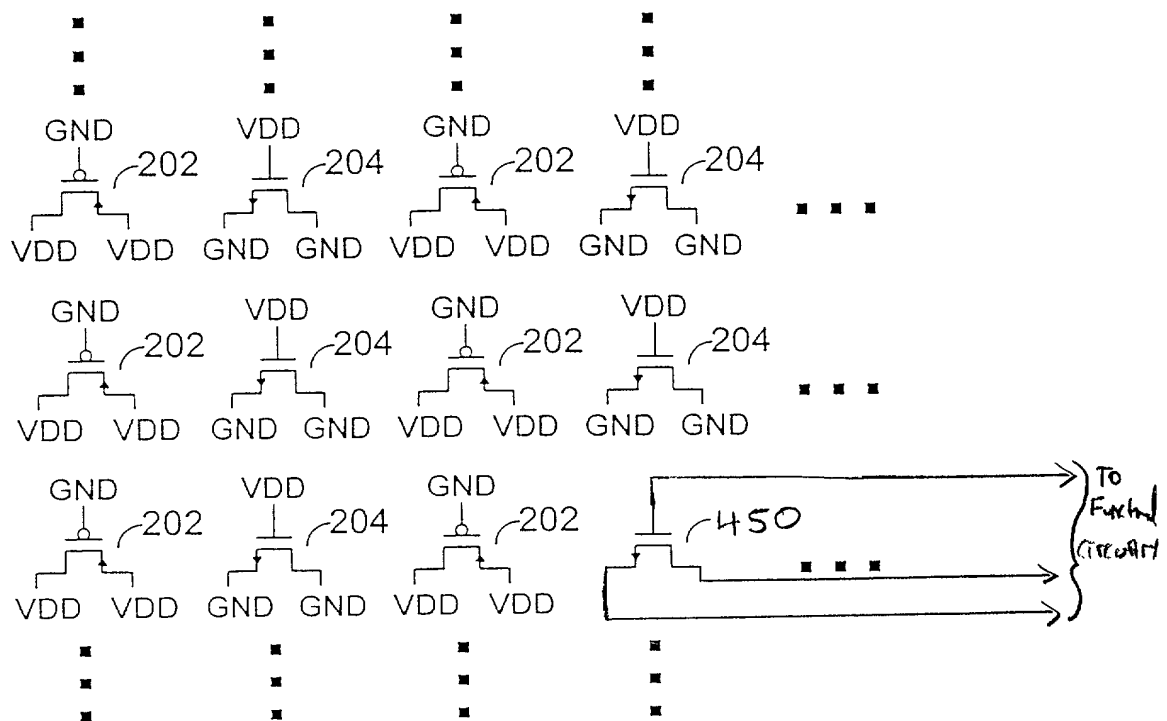 GND VDD GND VDD
202 204 202 204
VDD VDD GND GND VDD VDD GND GND
GND VDD GND VDD
202 204 202 204
VDD VDD GND GND VDD VDD GND GND
GND VDD GND
202 204 202 450
VDD VDD GND GND VDD VDD
TO